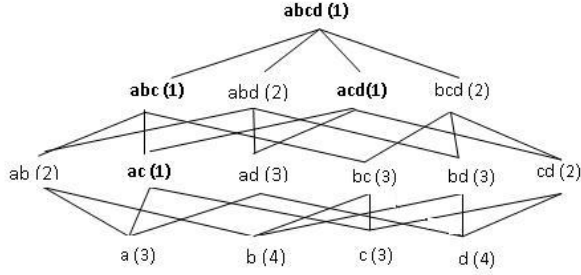 abcd (1)
abc (1) abd (2) acd(1) bcd (2)
ab (2) ac (1) ad (3) bc (3) bd (3) cd (2)
a (3) b (4) c (3) d (4)